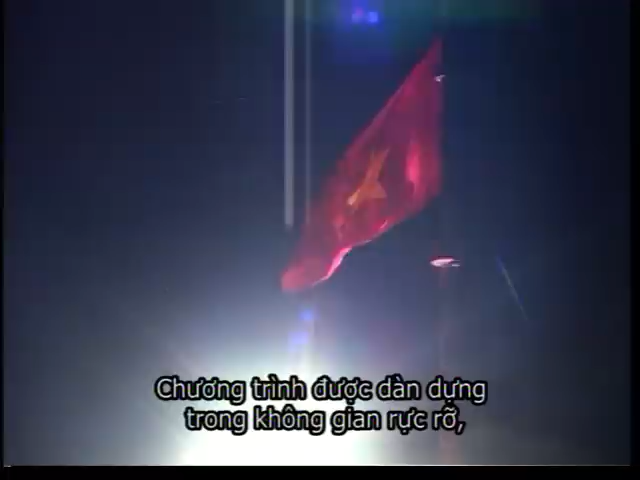 Chương trình được dàn dựng
trong không gian rực rỡ,